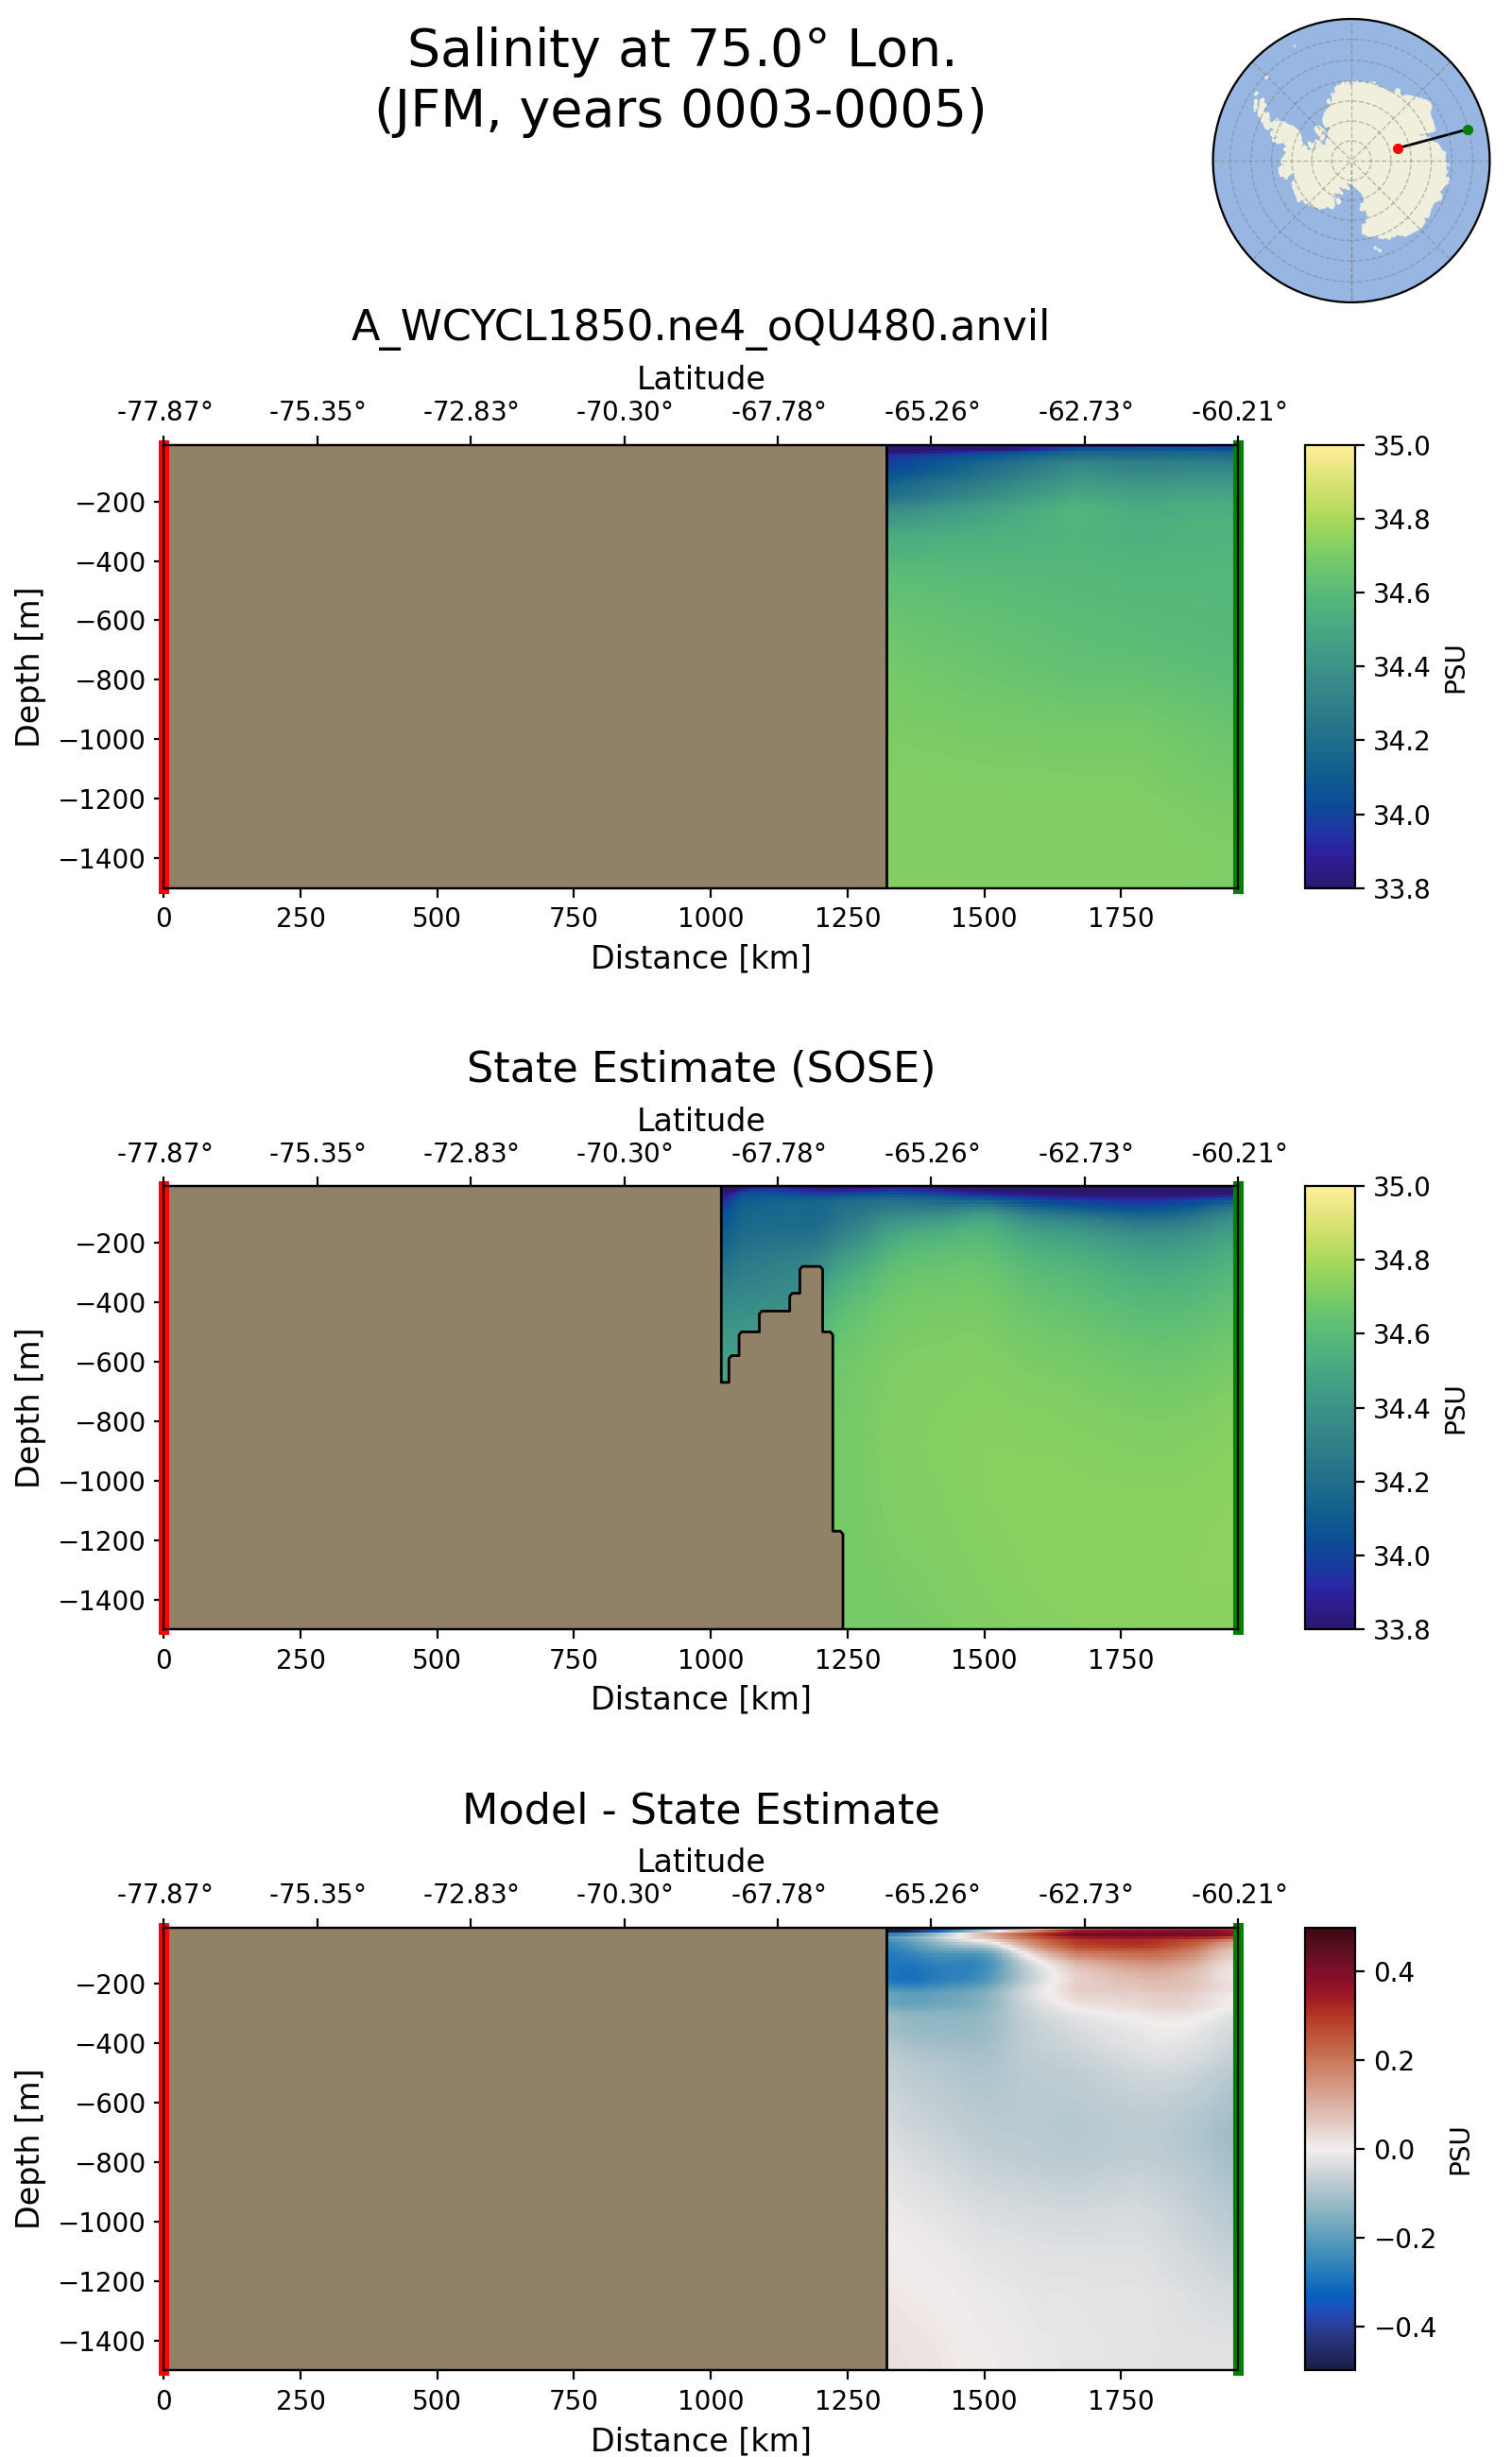 Salinity at 75.0° Lon.
(JFM, years 0003-0005)
A_WCYCL1850.ne4_oQU480.anvil
Latitude
-77.87° -75.35° -72.83° -70.30° -67.78° -65.26° -62.73° -60.21°
Depth [m]
−200
−400
−600
−800
−1000
−1200
−1400
0 250 500 750 1000 1250 1500 1750
Distance [km]
35.0
34.8
34.6
34.4
34.2
34.0
33.8
PSU
State Estimate (SOSE)
Latitude
-77.87° -75.35° -72.83° -70.30° -67.78° -65.26° -62.73° -60.21°
Depth [m]
−200
−400
−600
−800
−1000
−1200
−1400
0 250 500 750 1000 1250 1500 1750
Distance [km]
35.0
34.8
34.6
34.4
34.2
34.0
33.8
PSU
Model - State Estimate
Latitude
-77.87° -75.35° -72.83° -70.30° -67.78° -65.26° -62.73° -60.21°
Depth [m]
−200
−400
−600
−800
−1000
−1200
−1400
0 250 500 750 1000 1250 1500 1750
Distance [km]
0.4
0.2
0.0
−0.2
−0.4
PSU